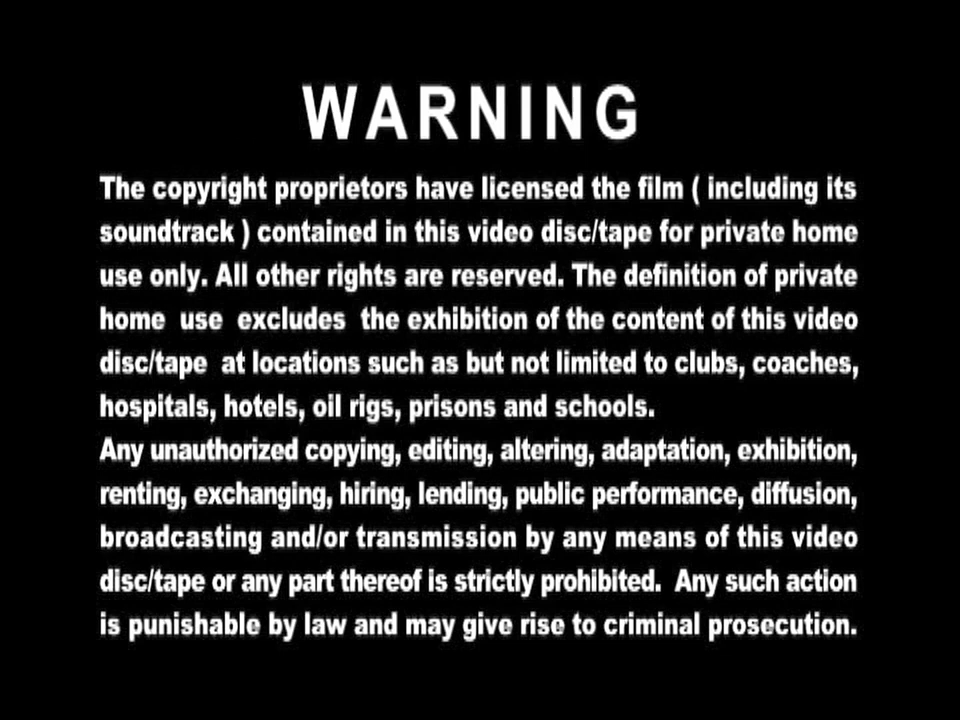 WARNING
The copyright proprietors have licensed the film ( including its
soundtrack ) contained in this video disc/tape for private home
use only. All other rights are reserved. The definition of private
home use excludes the exhibition of the content of this video
disc/tape at locations such as but not limited to clubs, coaches,
hospitals, hotels, oil rigs, prisons and schools.
Any unauthorized copying, editing, altering, adaptation, exhibition,
renting, exchanging, hiring, lending, public performance, diffusion,
broadcasting and/or transmission by any means of this video
disc/tape or any part thereof is strictly prohibited. Any such action
is punishable by law and may give rise to criminal prosecution.